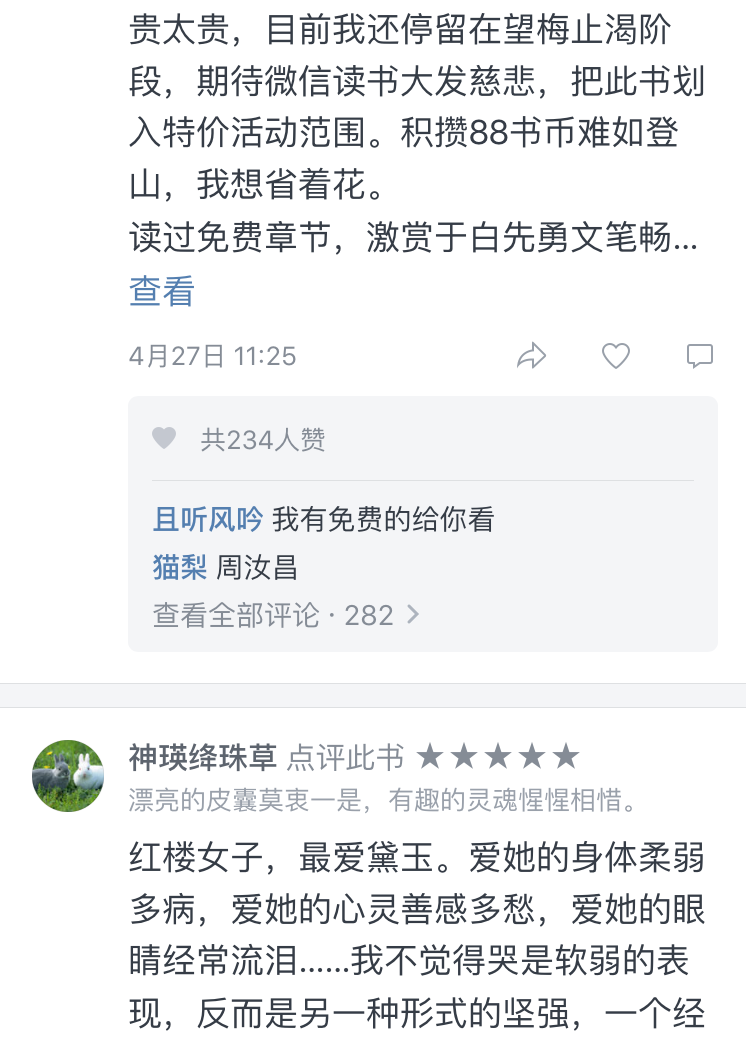 贵太贵，目前我还停留在望梅止渴阶
段，期待微信读书大发慈悲，把此书划
入特价活动范围。积攒88书币难如登
山，我想省着花。
读过免费章节，激赏于白先勇文笔畅...
查看
4月27日 11:25
共234人赞
且听风吟 我有免费的给你看
猫梨 周汝昌
查看全部评论 · 282
神瑛绛珠草 点评此书 ★★★★★
漂亮的皮囊莫衷一是，有趣的灵魂惺惺相惜。
红楼女子，最爱黛玉。爱她的身体柔弱
多病，爱她的心灵善感多愁，爱她的眼
睛经常流泪......我不觉得哭是软弱的表
现，反而是另一种形式的坚强，一个经